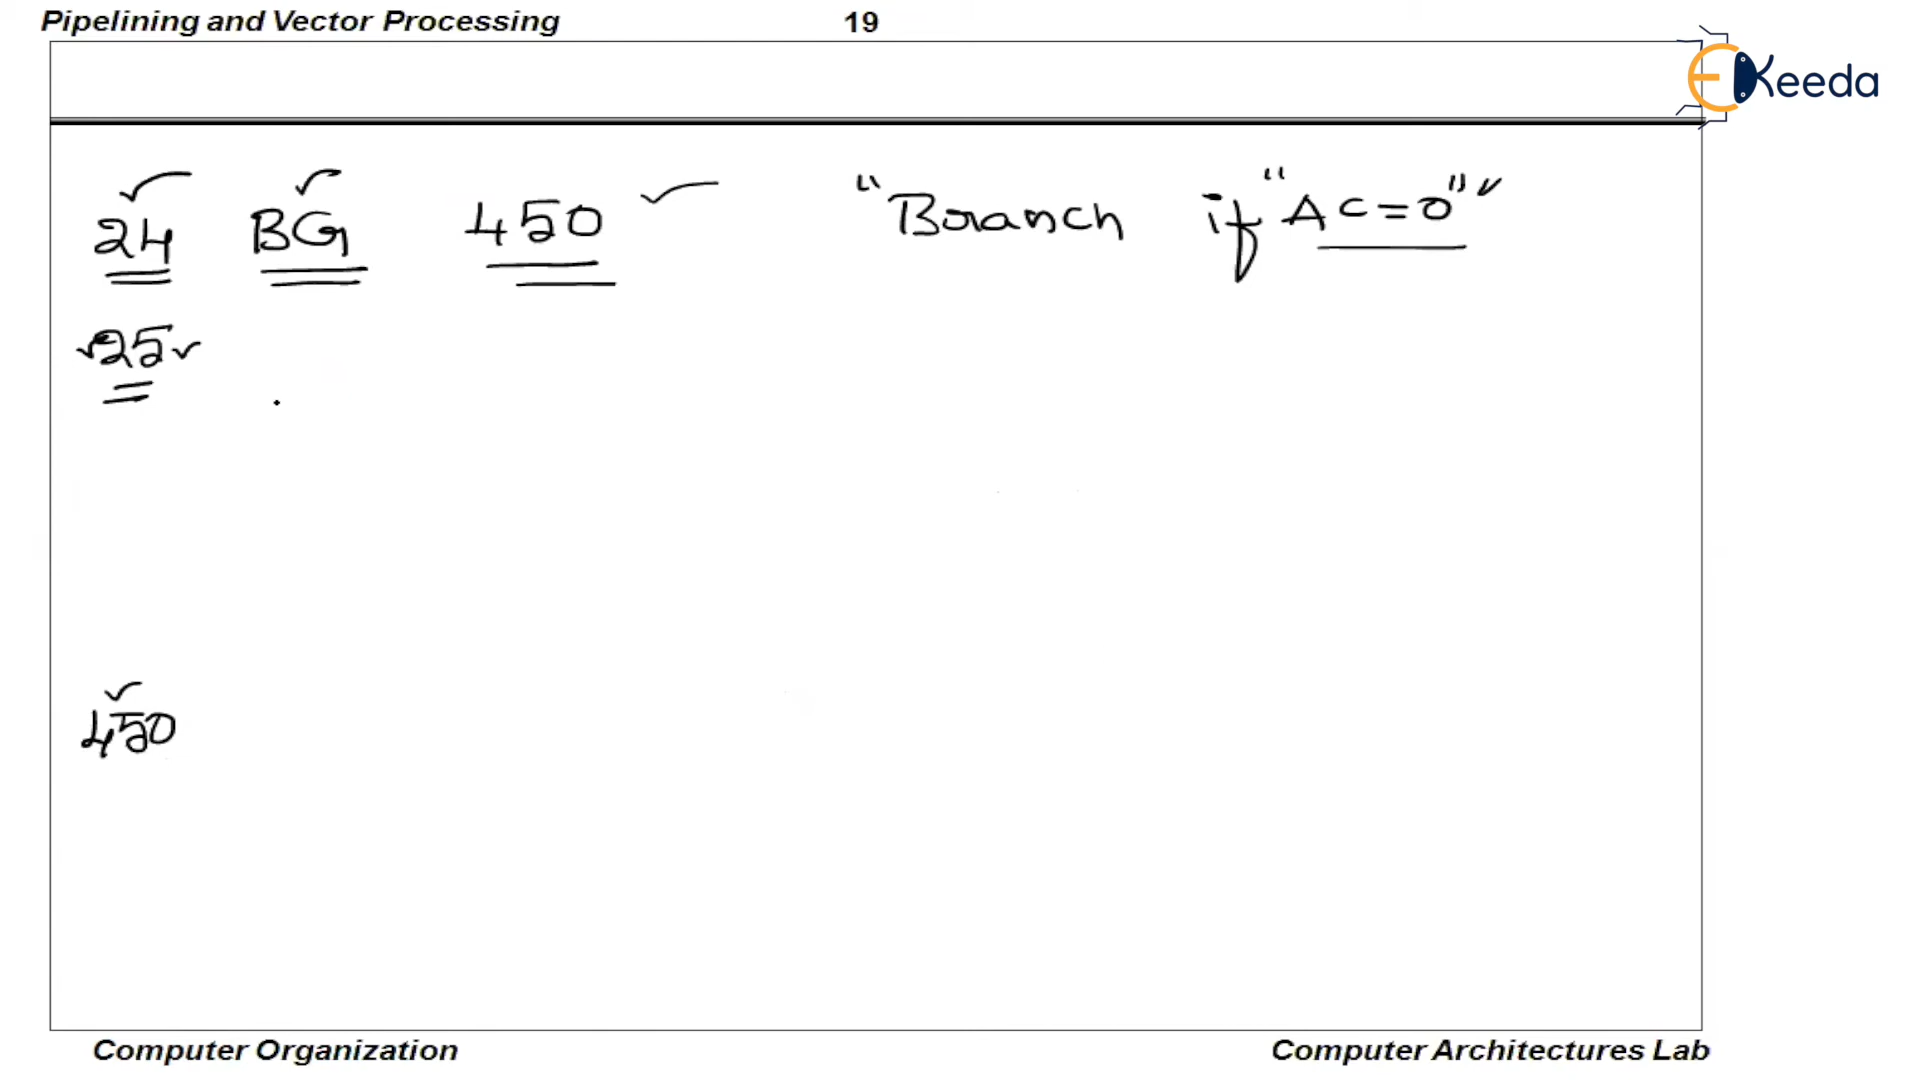 Pipelining and Vector Processing 19
EKeeda
24 BG 450 "Branch if "AC=0""
25
450
Computer Organization Computer Architectures Lab